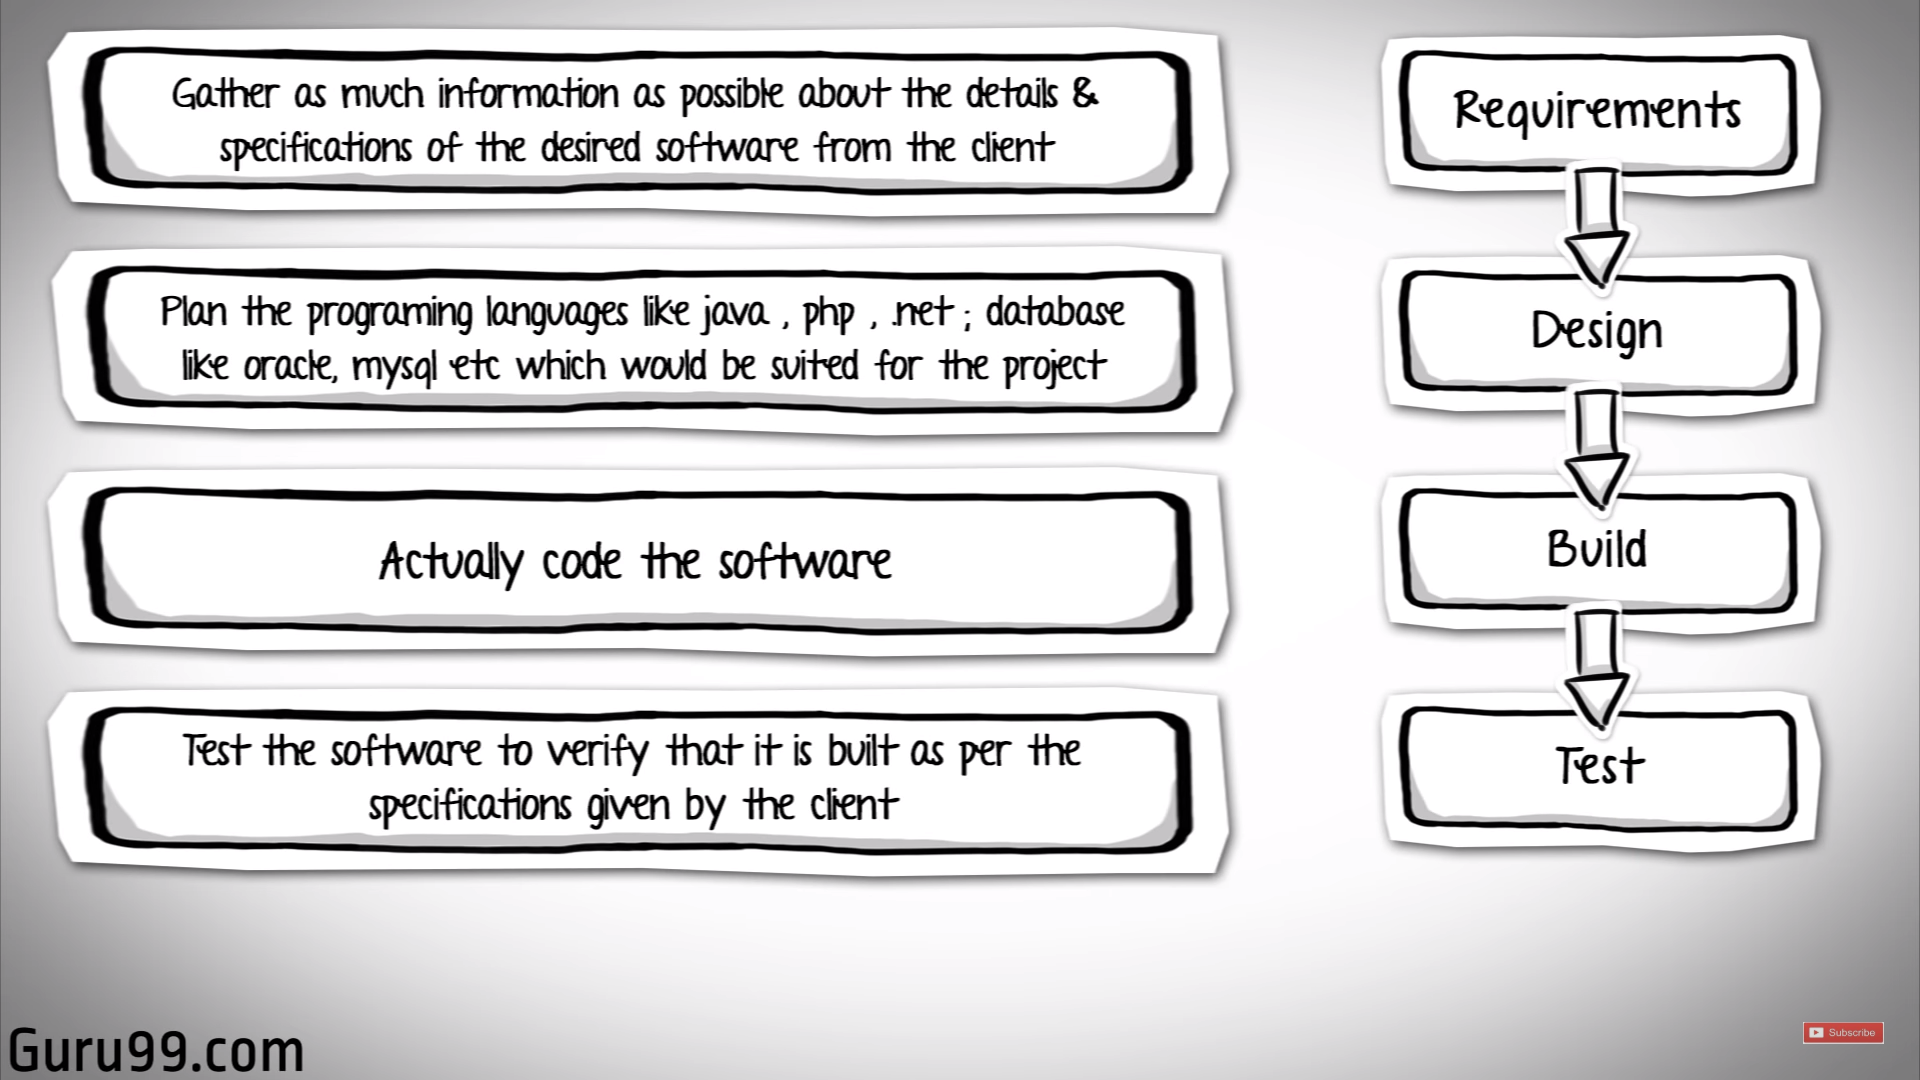 Gather as much information as possible about the details &
specifications of the desired software from the client
Requirements
Plan the programing languages like java , php , .net ; database
like oracle, mysql etc which would be suited for the project
Design
Actually code the software
Build
Test the software to verify that it is built as per the
specifications given by the client
Test
Guru99.com
Subscribe